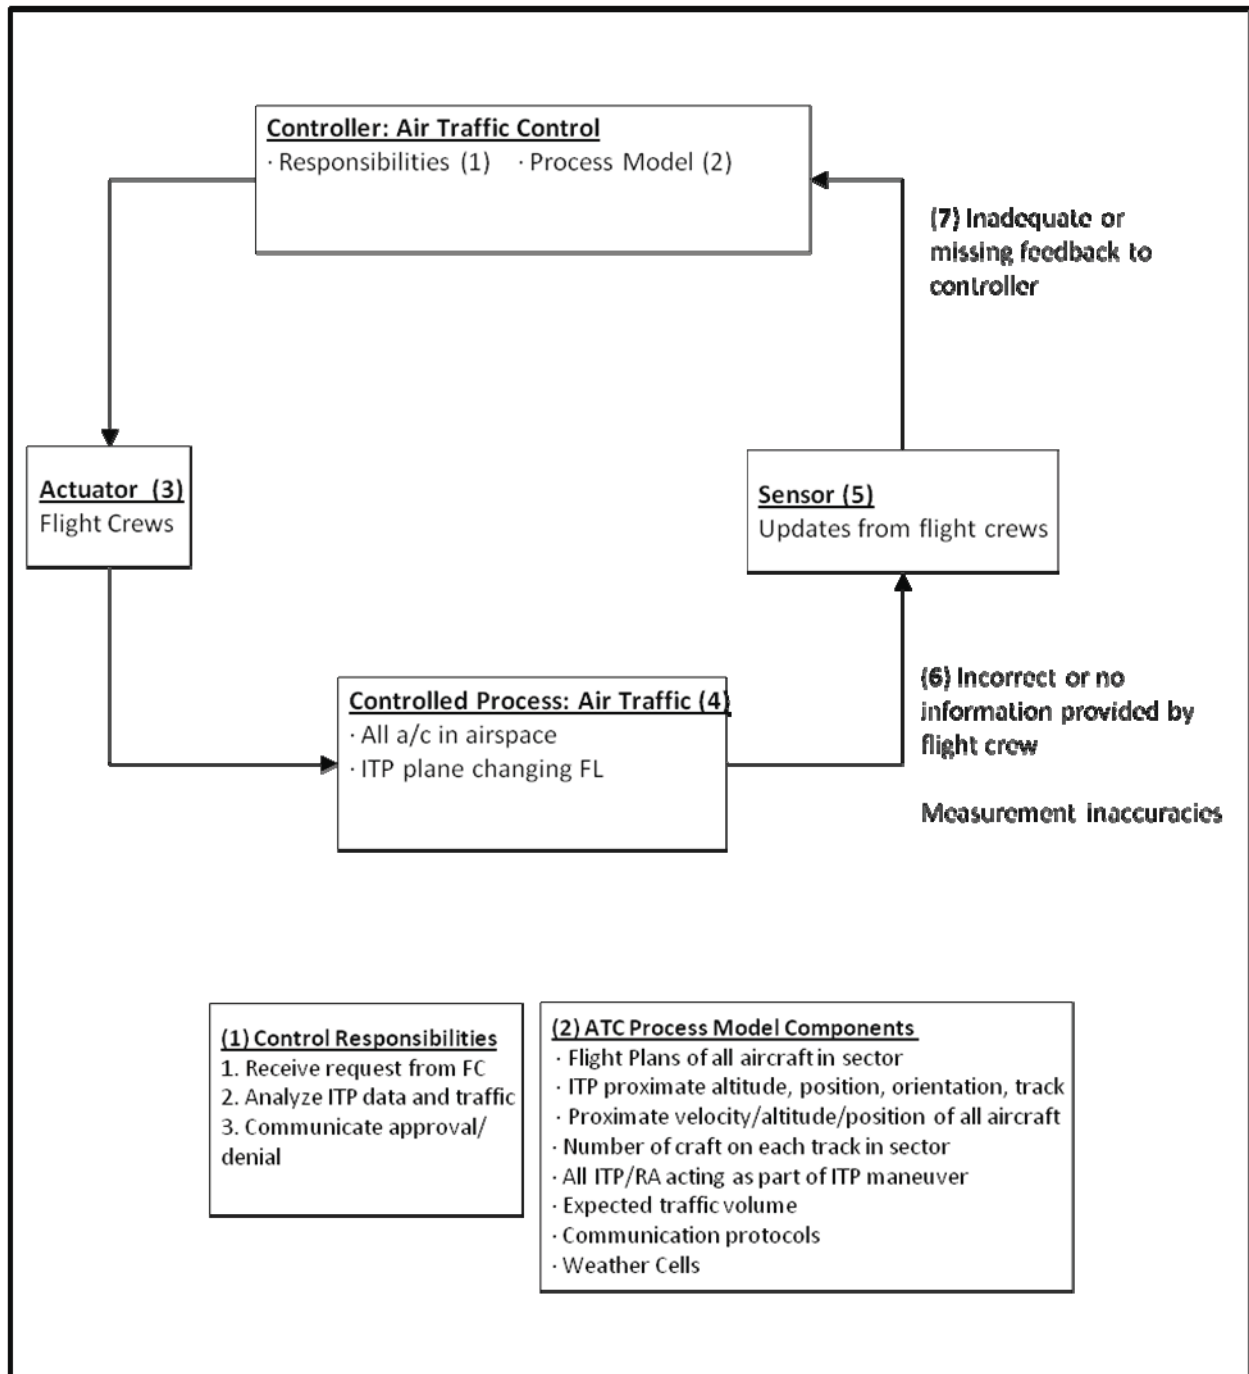 Controller: Air Traffic Control
· Responsibilities (1) · Process Model (2)
(7) Inadequate or
missing feedback to
controller
Actuator (3)
Flight Crews
Sensor (5)
Updates from flight crews
Controlled Process: Air Traffic (4)
· All a/c in airspace
· ITP plane changing FL
(6) Incorrect or no
information provided by
flight crew
Measurement inaccuracies
(1) Control Responsibilities
1. Receive request from FC
2. Analyze ITP data and traffic
3. Communicate approval/
denial
(2) ATC Process Model Components
· Flight Plans of all aircraft in sector
· ITP proximate altitude, position, orientation, track
· Proximate velocity/altitude/position of all aircraft
· Number of craft on each track in sector
· All ITP/RA acting as part of ITP maneuver
· Expected traffic volume
· Communication protocols
· Weather Cells